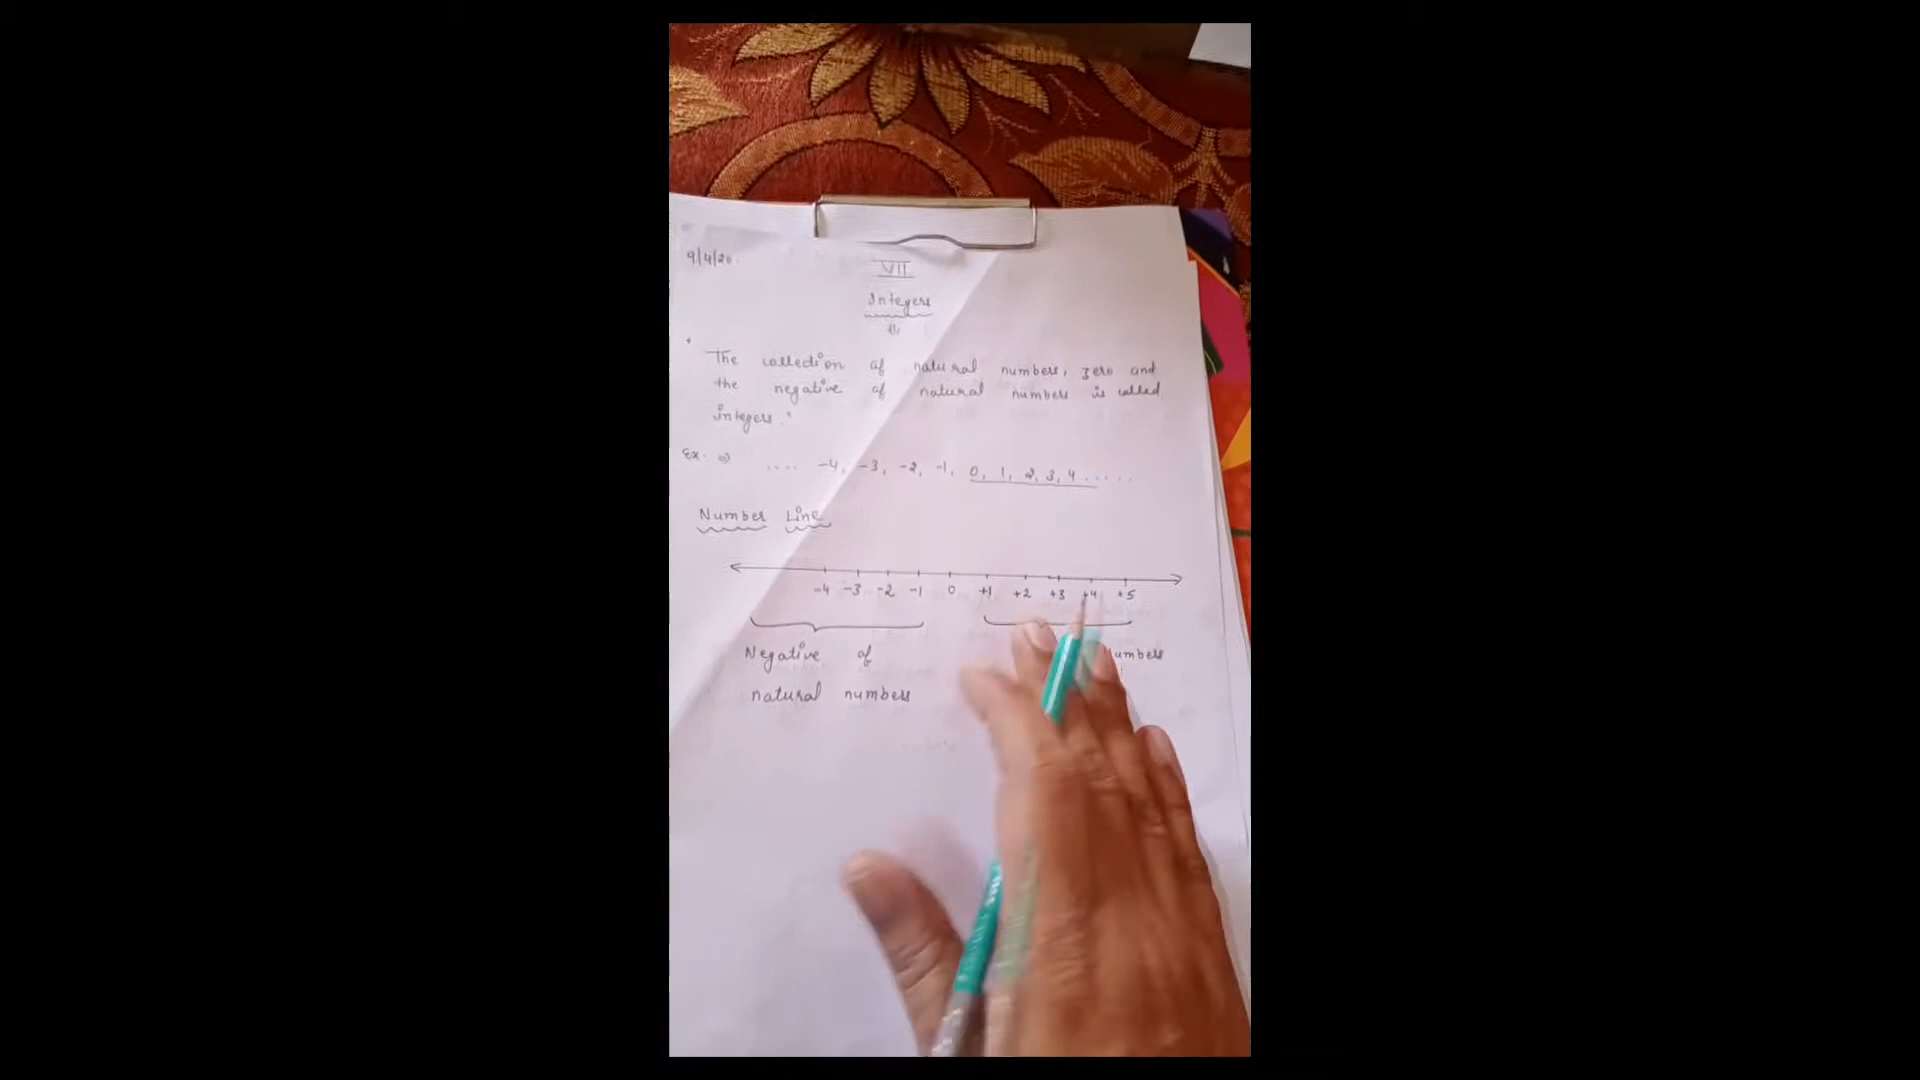 9/4/20.
VII
Integers
The collection of natural numbers, zero and
the negative of natural numbers is called
integers.
Ex. ⇒ .... -4, -3, -2, -1, 0, 1, 2, 3, 4 .....
Number Line
-4 -3 -2 -1 0 +1 +2 +3 +4 +5
Negative of
natural numbers